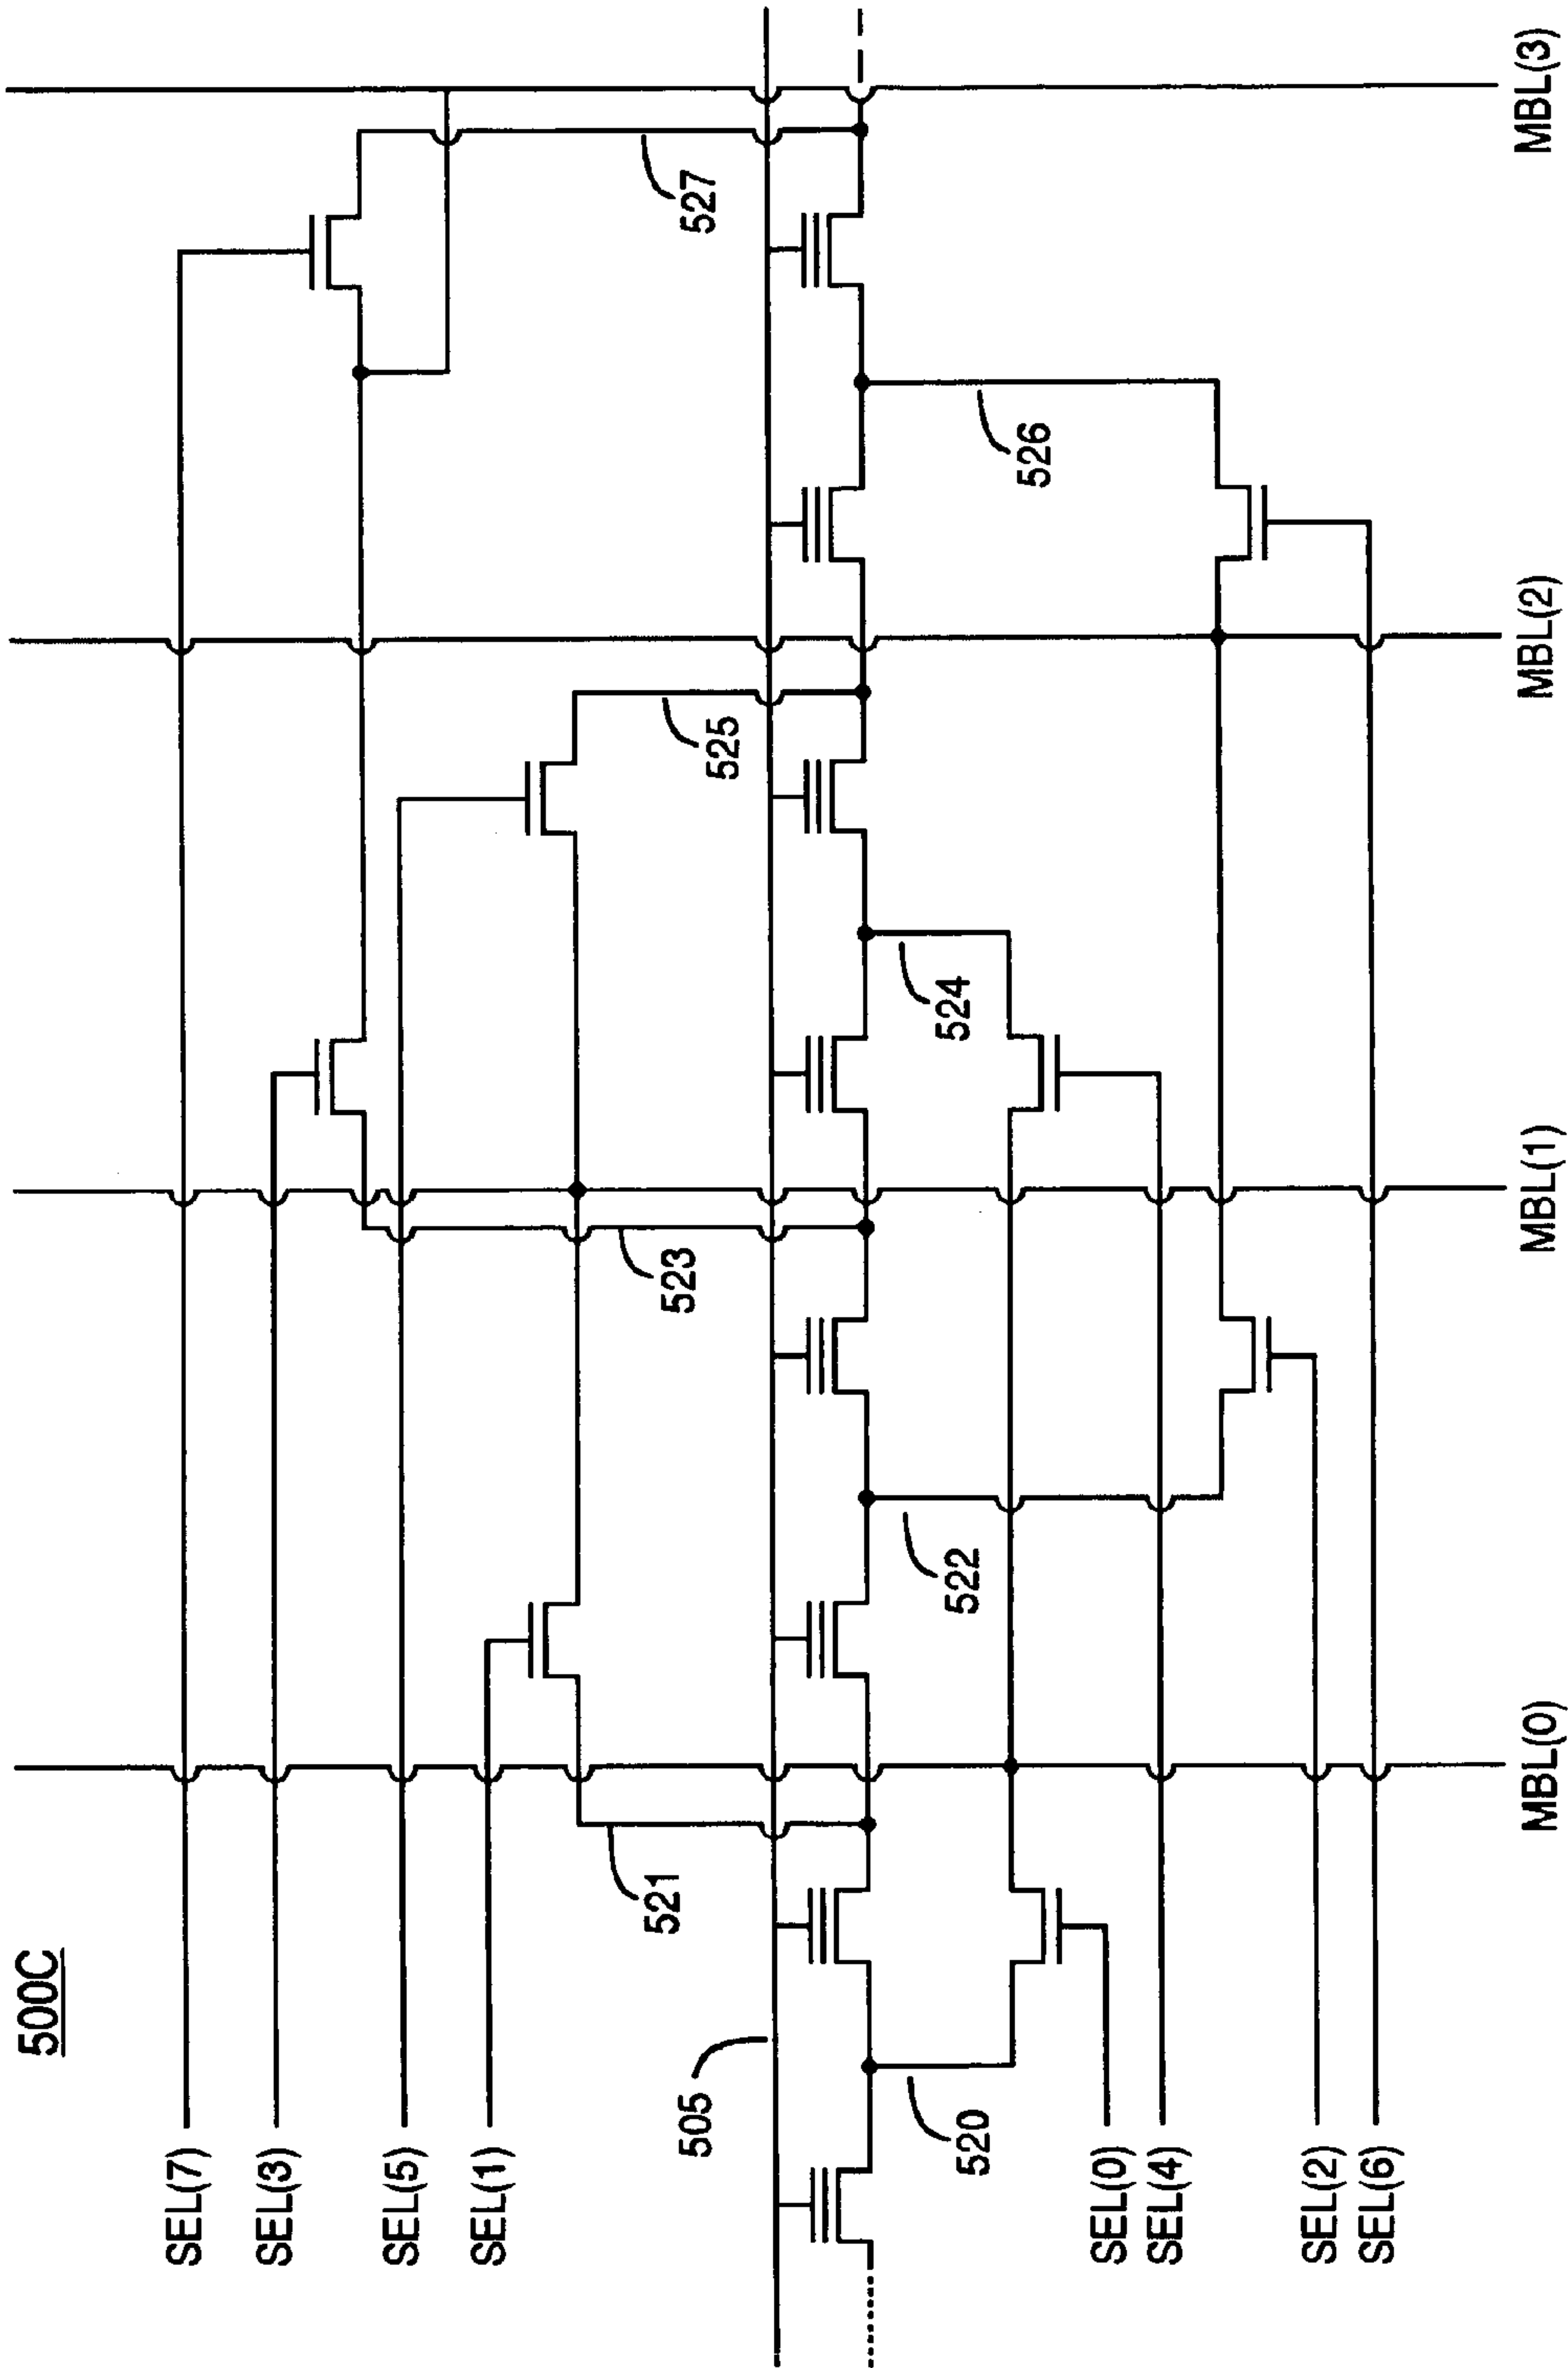 500C
SEL(7)
SEL(3)
SEL(5)
SEL(1)
505
520
SEL(0)
SEL(4)
SEL(2)
SEL(6)
521
522
523
524
525
526
527
MBL(0)
MBL(1)
MBL(2)
MBL(3)